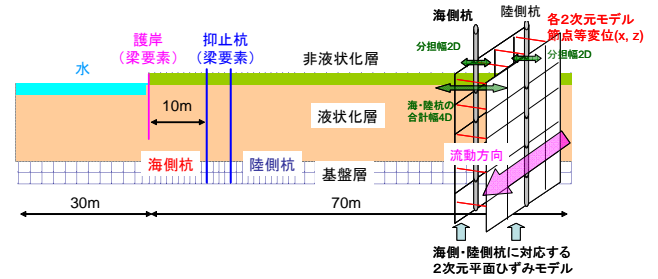 海側杭
陸側杭
各2次元モデル
節点等変位(x, z)
分担幅2D
分担幅2D
護岸
(梁要素)
抑止杭
(梁要素)
非液状化層
水
10m
液状化層
海・陸杭の
合計幅4D
海側杭
陸側杭
基盤層
流動方向
30m
70m
海側・陸側杭に対応する
2次元平面ひずみモデル